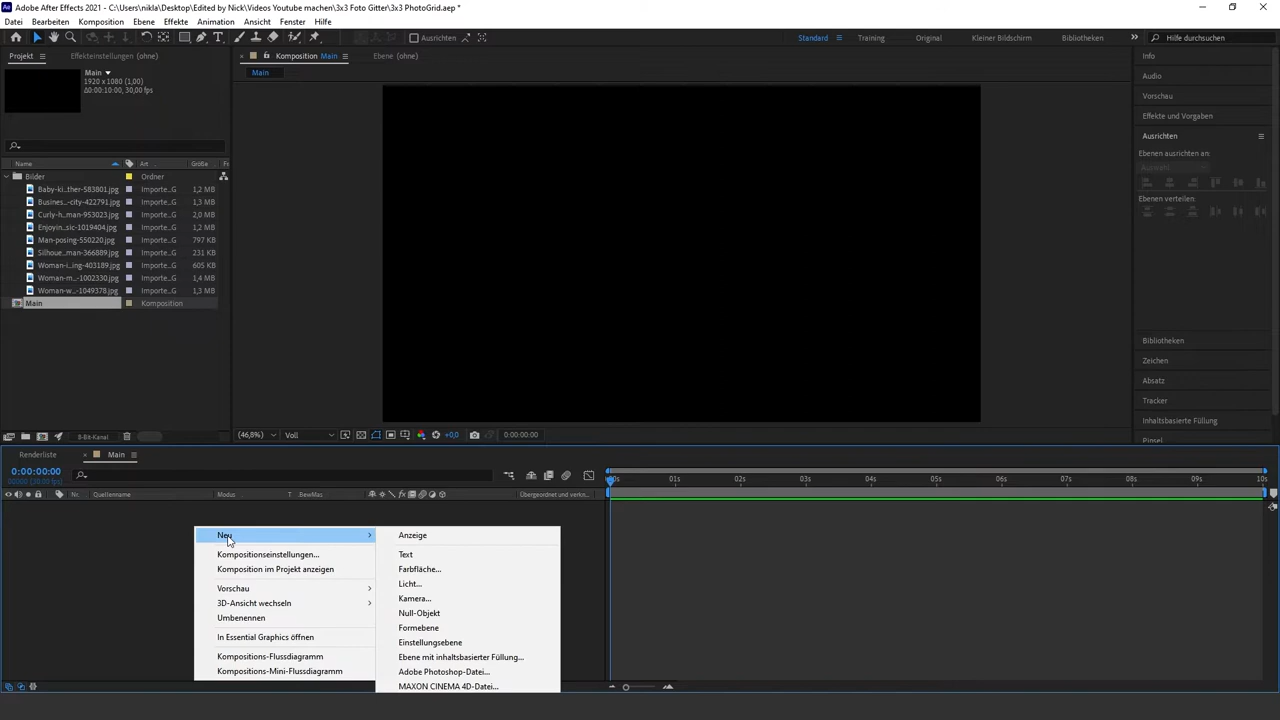 Adobe After Effects 2021 - C:\Users\nikla\Desktop\Edited by Nick\Videos Youtube machen\3x3 Foto Gitter\3x3 PhotoGrid.aep *
Datei Bearbeiten Komposition Ebene Effekte Animation Ansicht Fenster Hilfe
Ausrichten Standard Training Original Kleiner Bildschirm Bibliotheken Hilfe durchsuchen
Projekt Effekteinstellungen (ohne) Komposition Main Ebene (ohne) Info
Main
1920 x 1080 (1,00)
Δ0:00:10:00, 30,00 fps
Main
Audio
Vorschau
Effekte und Vorgaben
Ausrichten
Ebenen ausrichten an:
Auswahl
Ebenen verteilen:
Name Art Größe
Bilder Ordner
Baby-ki...ther-583801.jpg Importe...G 1,2 MB
Busines...-city-422791.jpg Importe...G 1,3 MB
Curly-h...man-953023.jpg Importe...G 2,0 MB
Enjoyin...sic-1019404.jpg Importe...G 1,2 MB
Man-posing-550220.jpg Importe...G 797 KB
Silhoue...man-366889.jpg Importe...G 231 KB
Woman-i...ing-403189.jpg Importe...G 605 KB
Woman-m...-1002330.jpg Importe...G 1,4 MB
Woman-w...-1049378.jpg Importe...G 1,3 MB
Main Komposition
Bibliotheken
Zeichen
Absatz
Tracker
Inhaltsbasierte Füllung
Pinsel
8-Bit-Kanal (46,8%) Voll +0,0 0:00:00:00
Renderliste Main
0:00:00:00
01s 02s 03s 04s 05s 06s 07s 08s 09s 10s
Nr. Quellenname Modus T .BewMas Übergeordnet und verkn...
Neu
Kompositionseinstellungen...
Komposition im Projekt anzeigen
Vorschau
3D-Ansicht wechseln
Umbenennen
In Essential Graphics öffnen
Kompositions-Flussdiagramm
Kompositions-Mini-Flussdiagramm
Anzeige
Text
Farbfläche...
Licht...
Kamera...
Null-Objekt
Formebene
Einstellungsebene
Ebene mit inhaltsbasierter Füllung...
Adobe Photoshop-Datei...
MAXON CINEMA 4D-Datei...